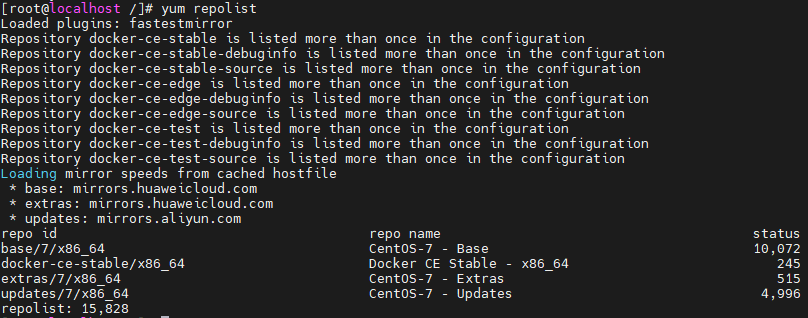 [root@localhost /]# yum repolist
Loaded plugins: fastestmirror
Repository docker-ce-stable is listed more than once in the configuration
Repository docker-ce-stable-debuginfo is listed more than once in the configuration
Repository docker-ce-stable-source is listed more than once in the configuration
Repository docker-ce-edge is listed more than once in the configuration
Repository docker-ce-edge-debuginfo is listed more than once in the configuration
Repository docker-ce-edge-source is listed more than once in the configuration
Repository docker-ce-test is listed more than once in the configuration
Repository docker-ce-test-debuginfo is listed more than once in the configuration
Repository docker-ce-test-source is listed more than once in the configuration
Loading mirror speeds from cached hostfile
 * base: mirrors.huaweicloud.com
 * extras: mirrors.huaweicloud.com
 * updates: mirrors.aliyun.com
repo id repo name status
base/7/x86_64 CentOS-7 - Base 10,072
docker-ce-stable/x86_64 Docker CE Stable - x86_64 245
extras/7/x86_64 CentOS-7 - Extras 515
updates/7/x86_64 CentOS-7 - Updates 4,996
repolist: 15,828